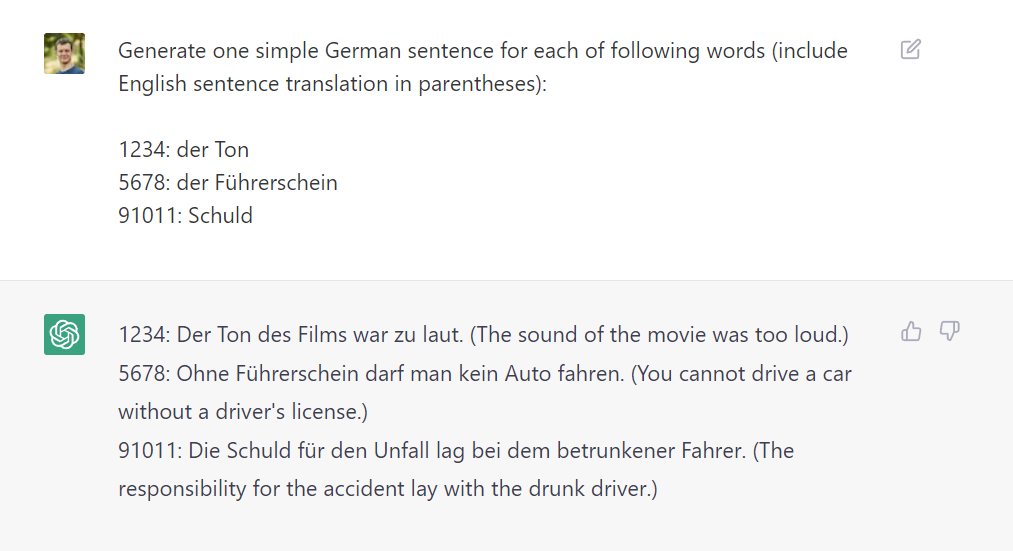 Generate one simple German sentence for each of following words (include
English sentence translation in parentheses):
1234: der Ton
5678: der Führerschein
91011: Schuld
1234: Der Ton des Films war zu laut. (The sound of the movie was too loud.)
5678: Ohne Führerschein darf man kein Auto fahren. (You cannot drive a car
without a driver's license.)
91011: Die Schuld für den Unfall lag bei dem betrunkener Fahrer. (The
responsibility for the accident lay with the drunk driver.)